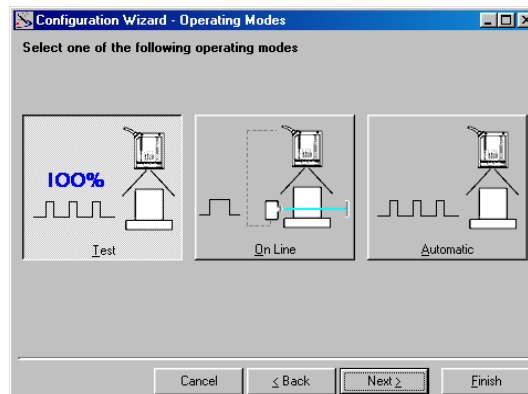 Configuration Wizard - Operating Modes
Select one of the following operating modes
100%
Test
On Line
Automatic
Cancel
< Back
Next >
Finish